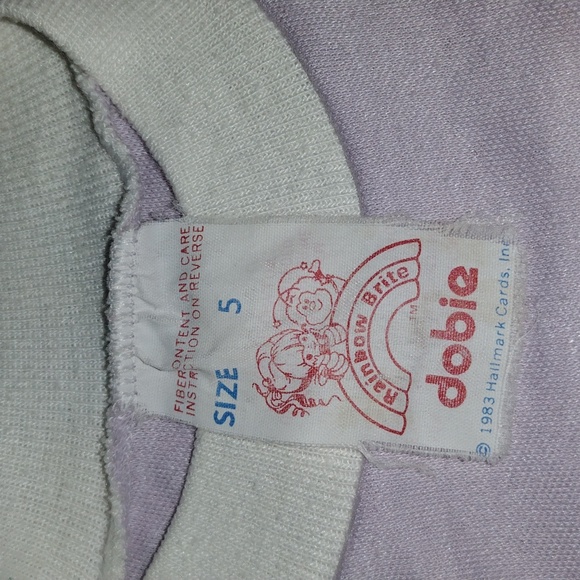 FIBER CONTENT AND CARE
INSTRUCTION ON REVERSE
SIZE 5
Rainbow Brite
TM
dobie
© 1983 Hallmark Cards, Inc